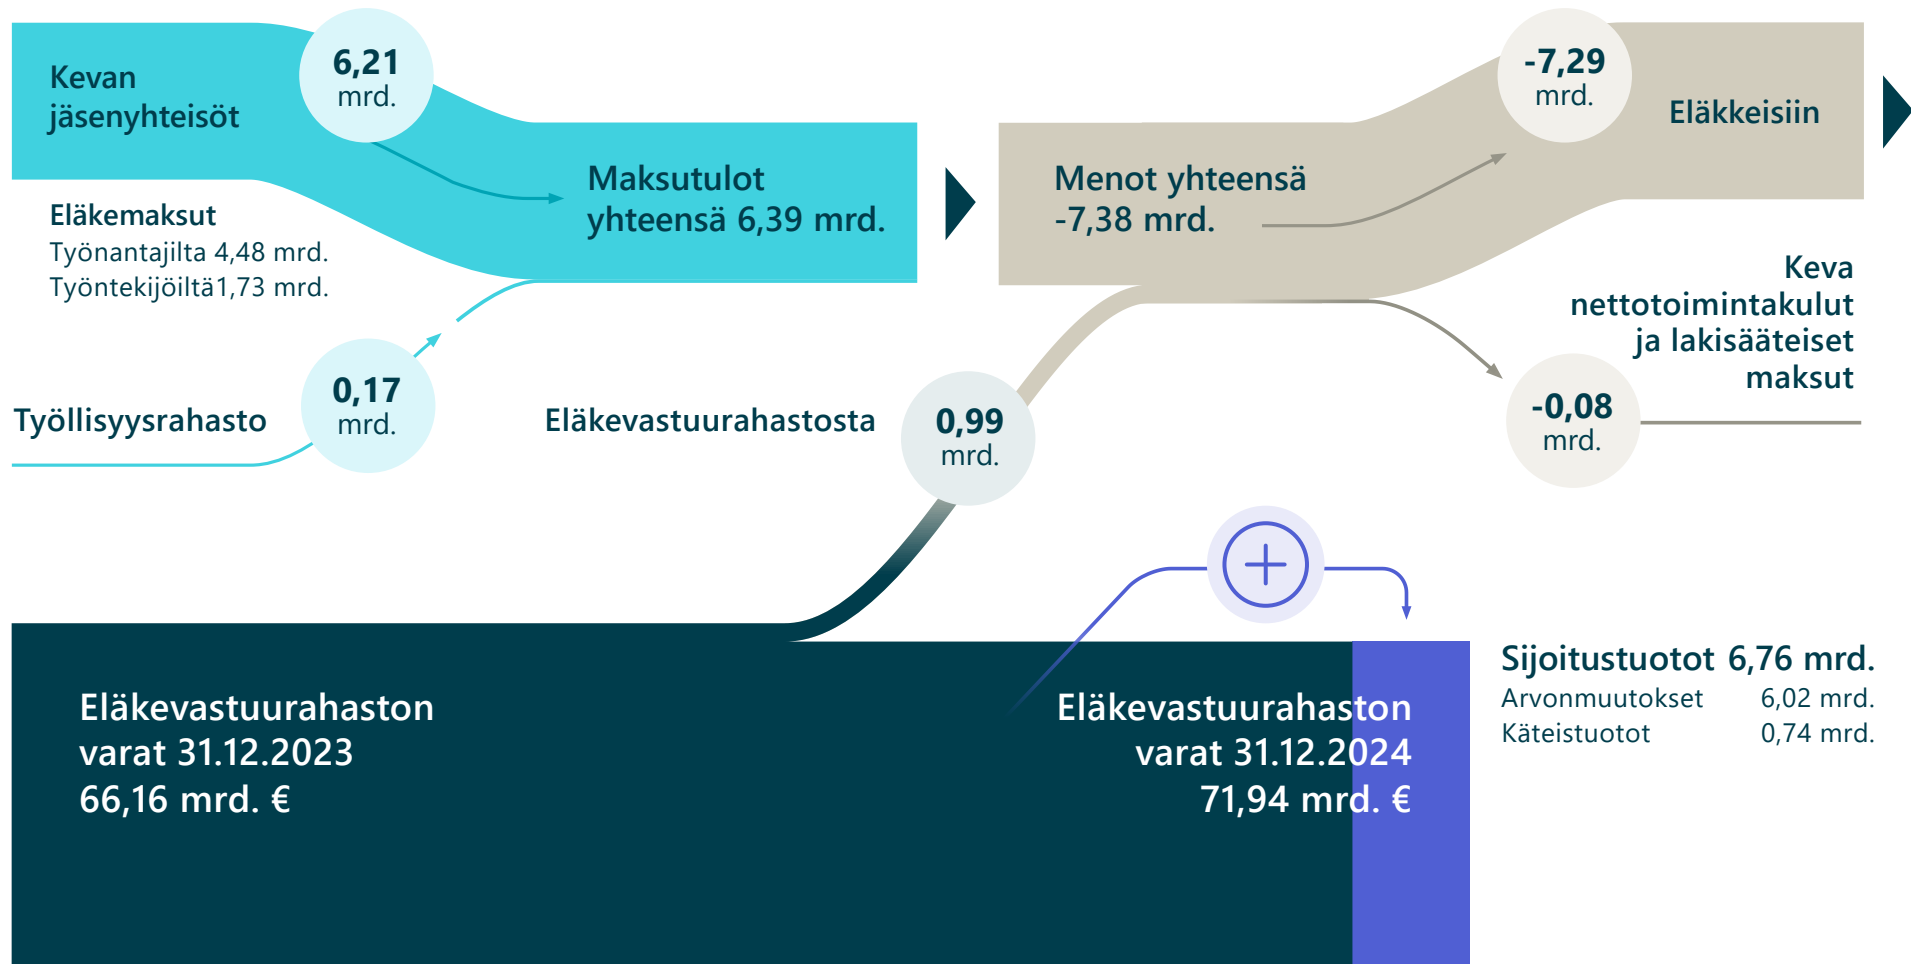 Kevan
jäsenyhteisöt
6,21
mrd.
Eläkemaksut
Työnantajilta 4,48 mrd.
Työntekijöiltä1,73 mrd.
Maksutulot
yhteensä 6,39 mrd.
Työllisyysrahasto
0,17
mrd.
Menot yhteensä
-7,38 mrd.
-7,29
mrd.
Eläkkeisiin
Keva
nettotoimintakulut
ja lakisääteiset
maksut
-0,08
mrd.
Eläkevastuurahastosta
0,99
mrd.
Eläkevastuurahaston
varat 31.12.2023
66,16 mrd. €
Eläkevastuurahaston
varat 31.12.2024
71,94 mrd. €
Sijoitustuotot 6,76 mrd.
Arvonmuutokset 6,02 mrd.
Käteistuotot 0,74 mrd.